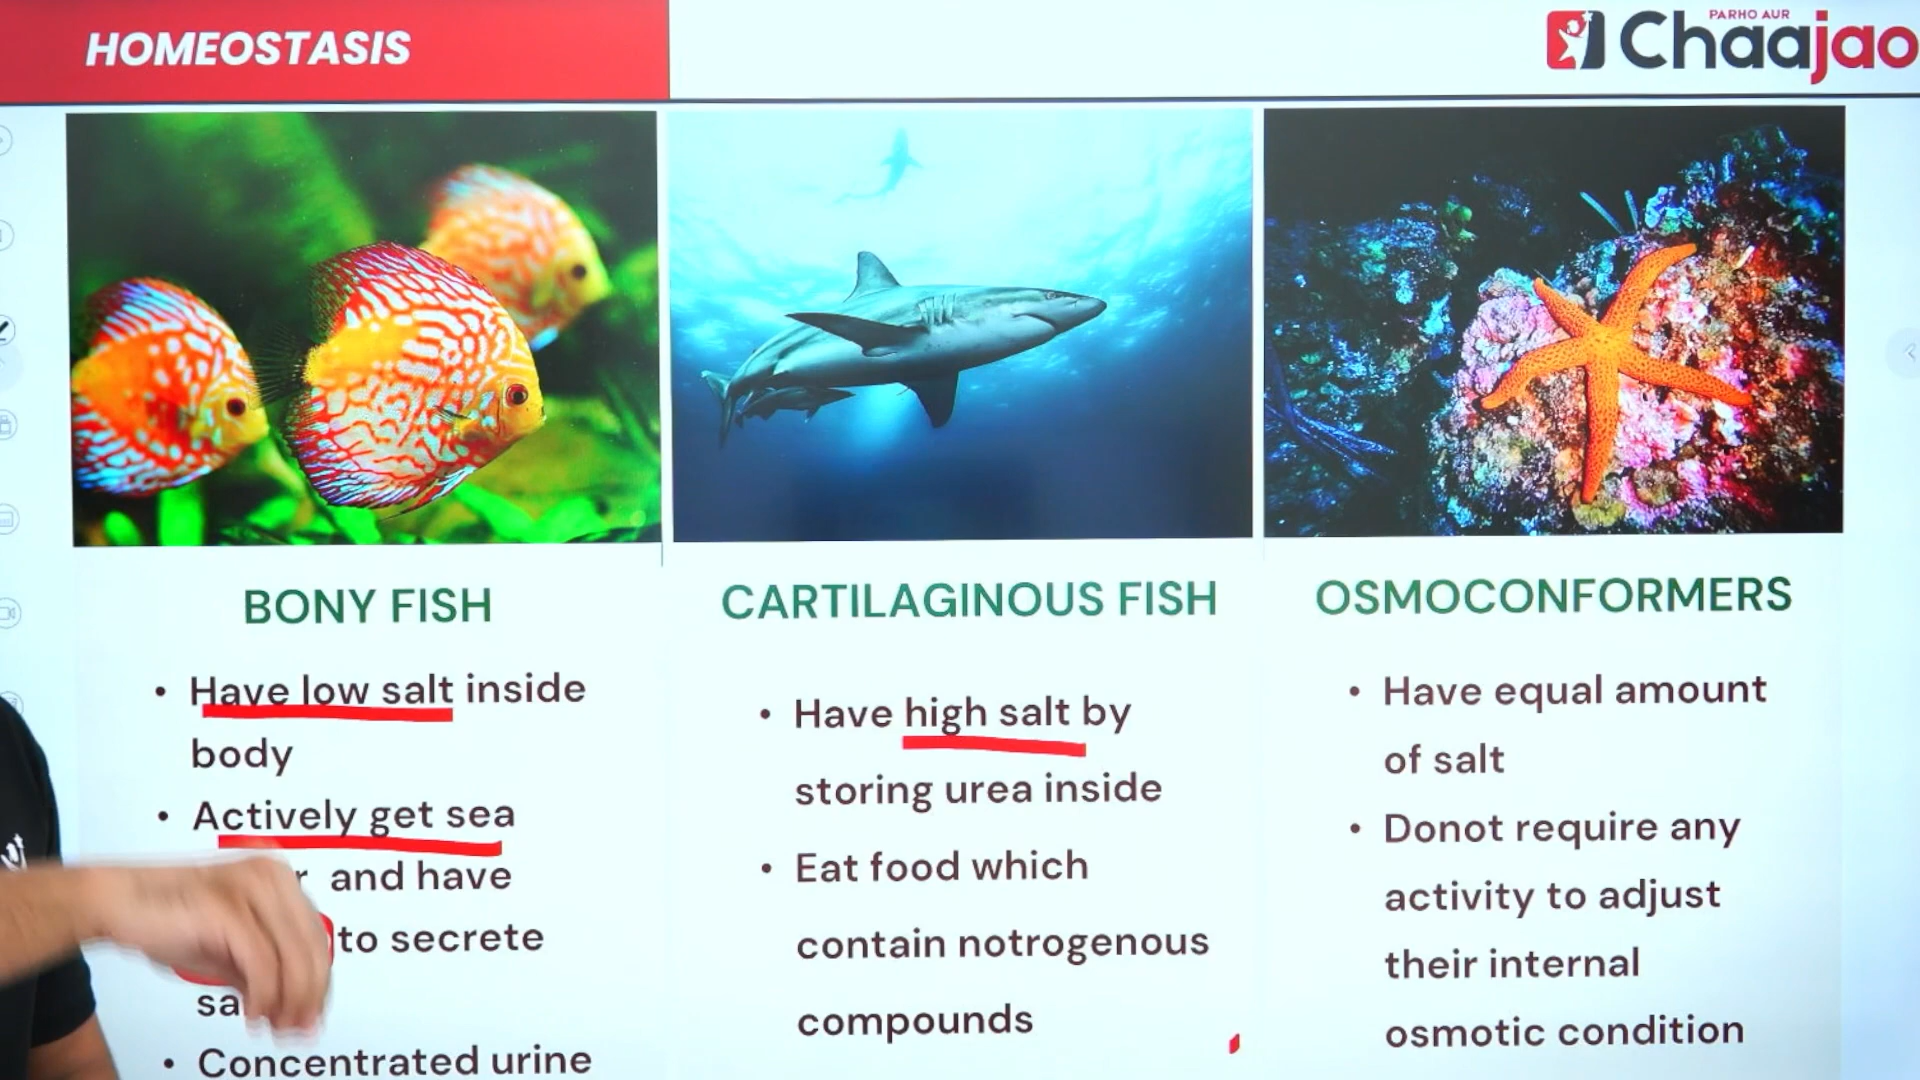 HOMEOSTASIS
PARHO AUR
Chaajao
BONY FISH
• Have low salt inside
body
• Actively get sea
and have
to secrete
• Concentrated urine
CARTILAGINOUS FISH
• Have high salt by
storing urea inside
• Eat food which
contain notrogenous
compounds
OSMOCONFORMERS
• Have equal amount
of salt
• Donot require any
activity to adjust
their internal
osmotic condition